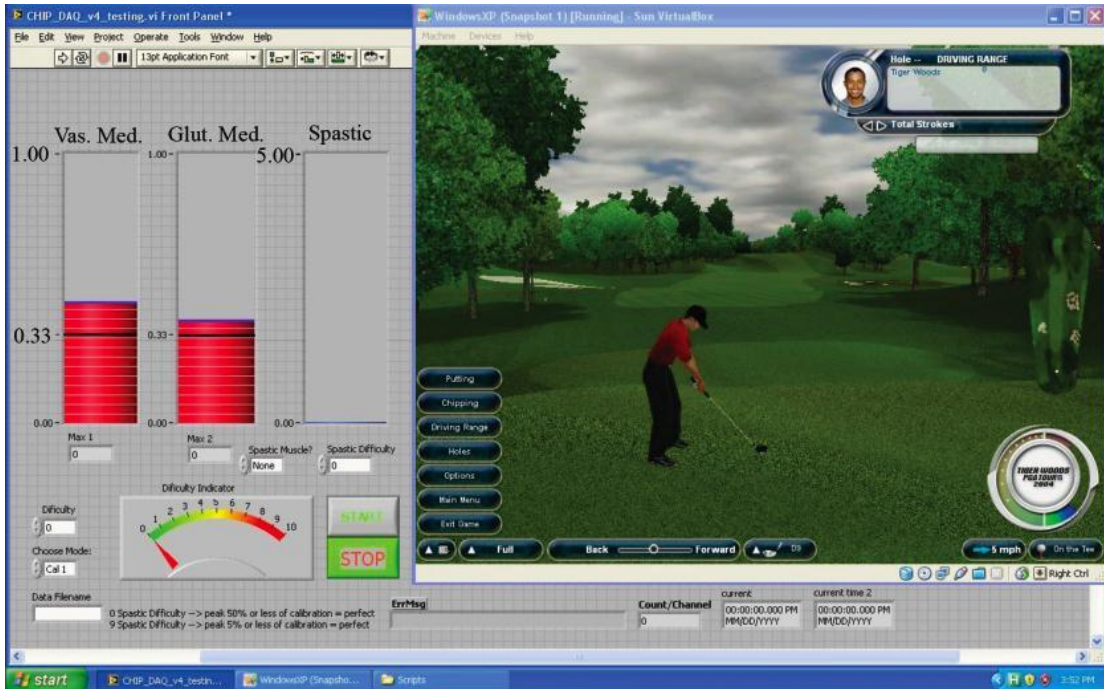 CHIP_DAQ_v4_testing.vi Front Panel *
File Edit View Project Operate Tools Window Help
13pt Application Font
Vas. Med. Glut. Med. Spastic
1.00 1.00 5.00
0.33 0.33
0.00 0.00 0.00
Max 1
0
Max 2
0
Spastic Muscle?
None
Spastic Difficulty
0
Dificulty Indicator
0 1 2 3 4 5 6 7 8 9 10
Dificulty
0
Choose Mode:
Cal 1
START
STOP
Data Filename
0 Spastic Difficulty --> peak 50% or less of calibration = perfect
9 Spastic Difficulty --> peak 5% or less of calibration = perfect
WindowsXP (Snapshot 1) [Running] - Sun VirtualBox
Machine Devices Help
Hole -- DRIVING RANGE
Tiger Woods 0
Total Strokes
Putting
Chipping
Driving Range
Holes
Options
Main Menu
Exit Game
Full
Back Forward
TIGER WOODS
PGA TOUR
2004
5 mph
On the Tee
Right Ctrl
ErrMsg
Count/Channel
0
current
00:00:00.000 PM
MM/DD/YYYY
current time 2
00:00:00.000 PM
MM/DD/YYYY
start
CHIP_DAQ_v4_testin...
WindowsXP (Snapsho...
Scripts
2:52 PM